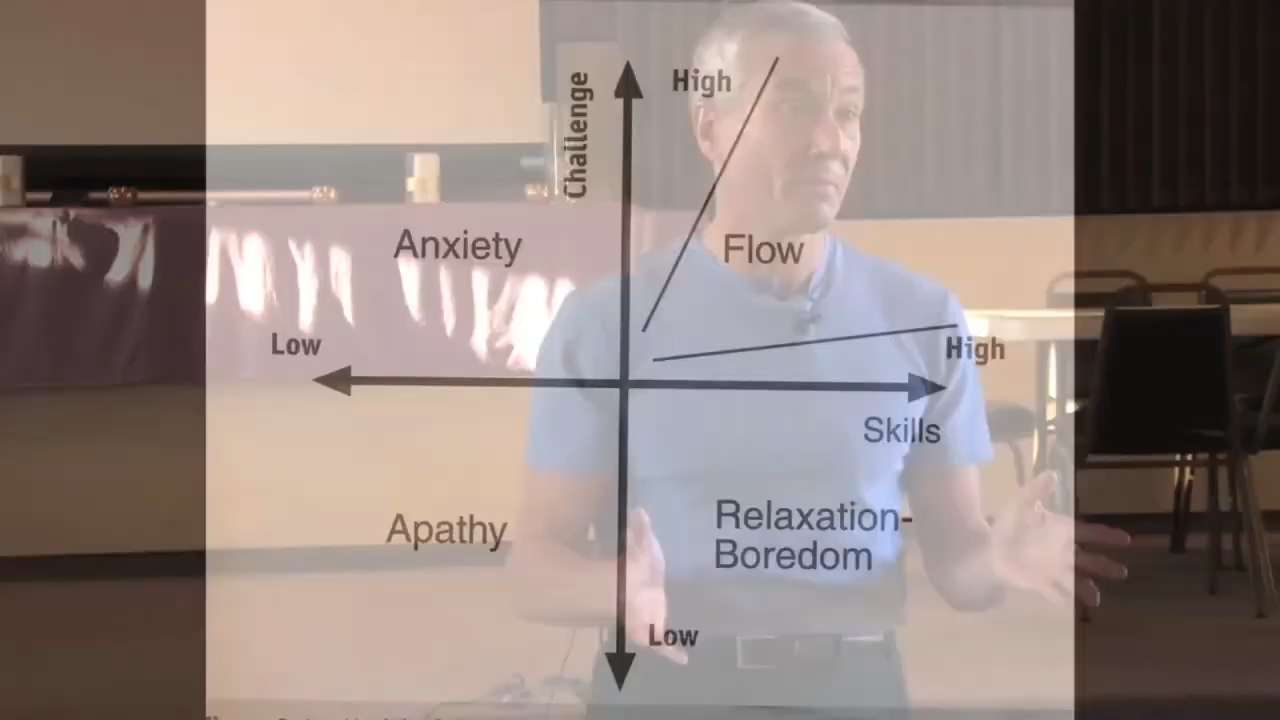 Challenge
High
Anxiety
Flow
Low
High
Skills
Apathy
Relaxation-
Boredom
Low